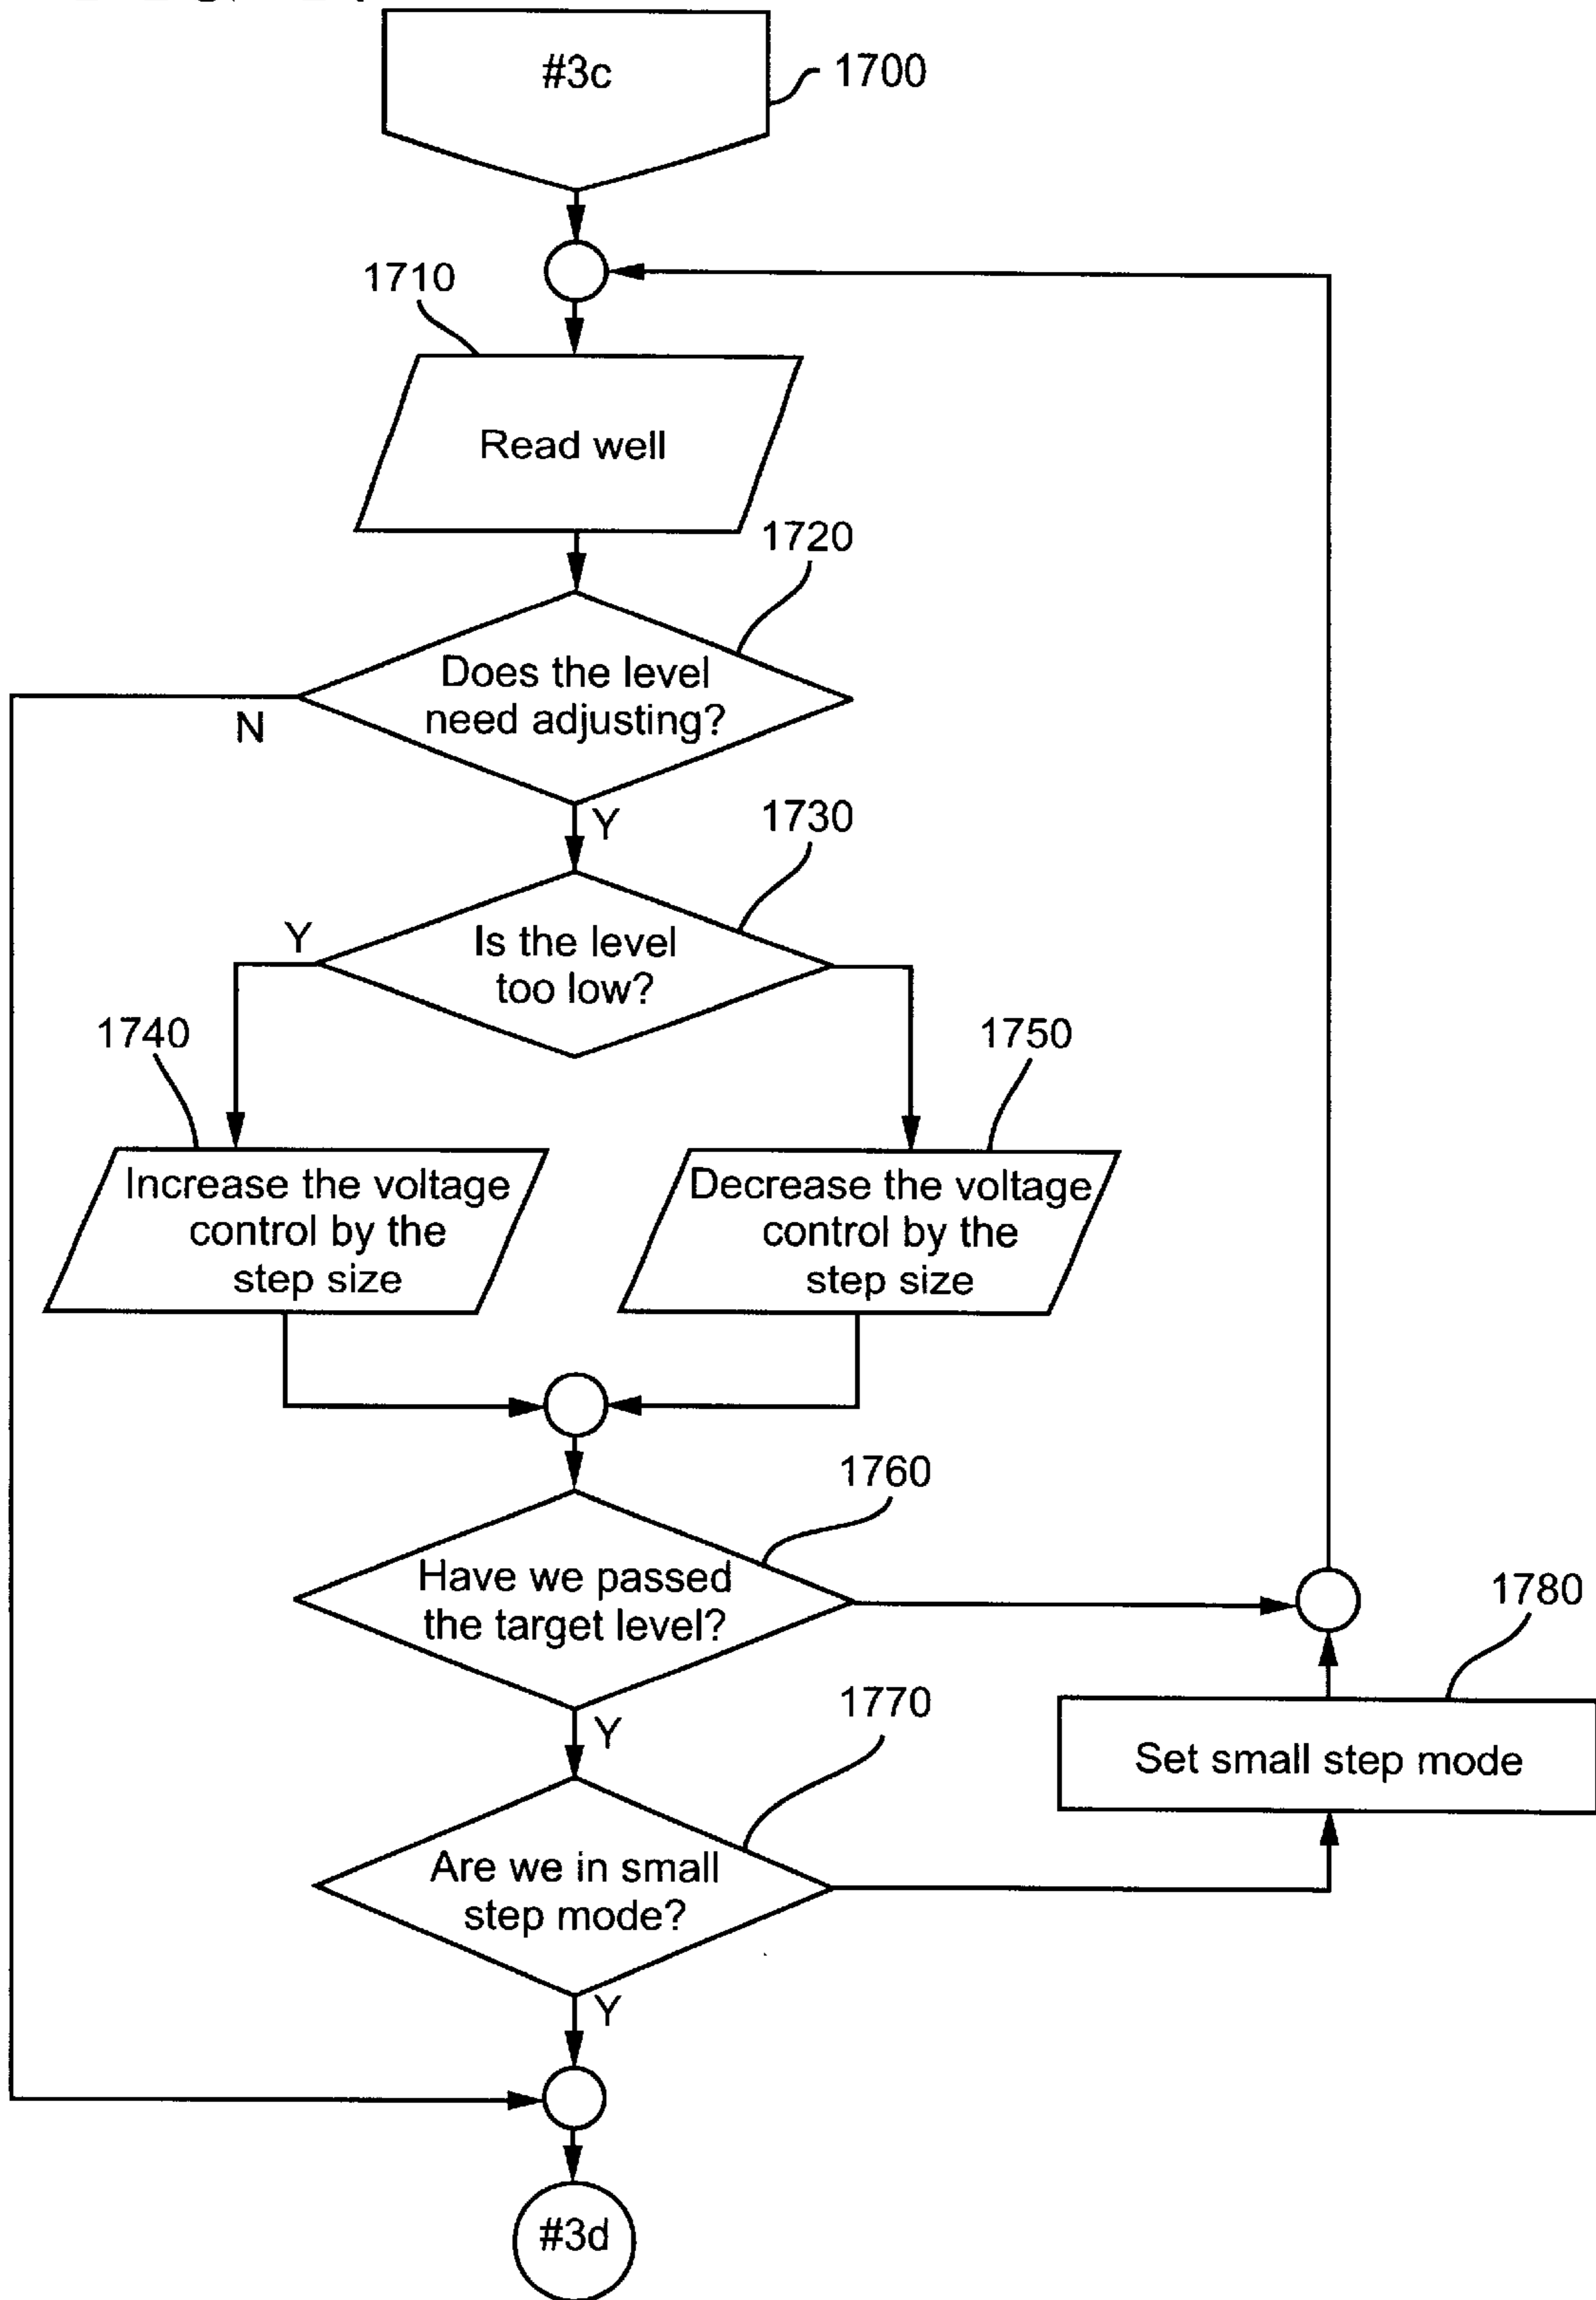 #3c
1700
1710
Read well
1720
Does the level
need adjusting?
N
Y
1730
Is the level
too low?
Y
1740
1750
Increase the voltage
control by the
step size
Decrease the voltage
control by the
step size
1760
Have we passed
the target level?
Y
1780
Set small step mode
1770
Are we in small
step mode?
Y
#3d